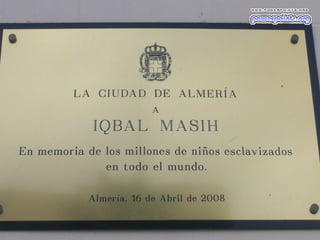 LA CIUDAD DE ALMERÍA
A
IQBAL MASIH
En memoria de los millones de niños esclavizados
en todo el mundo.
Almería, 16 de Abril de 2008